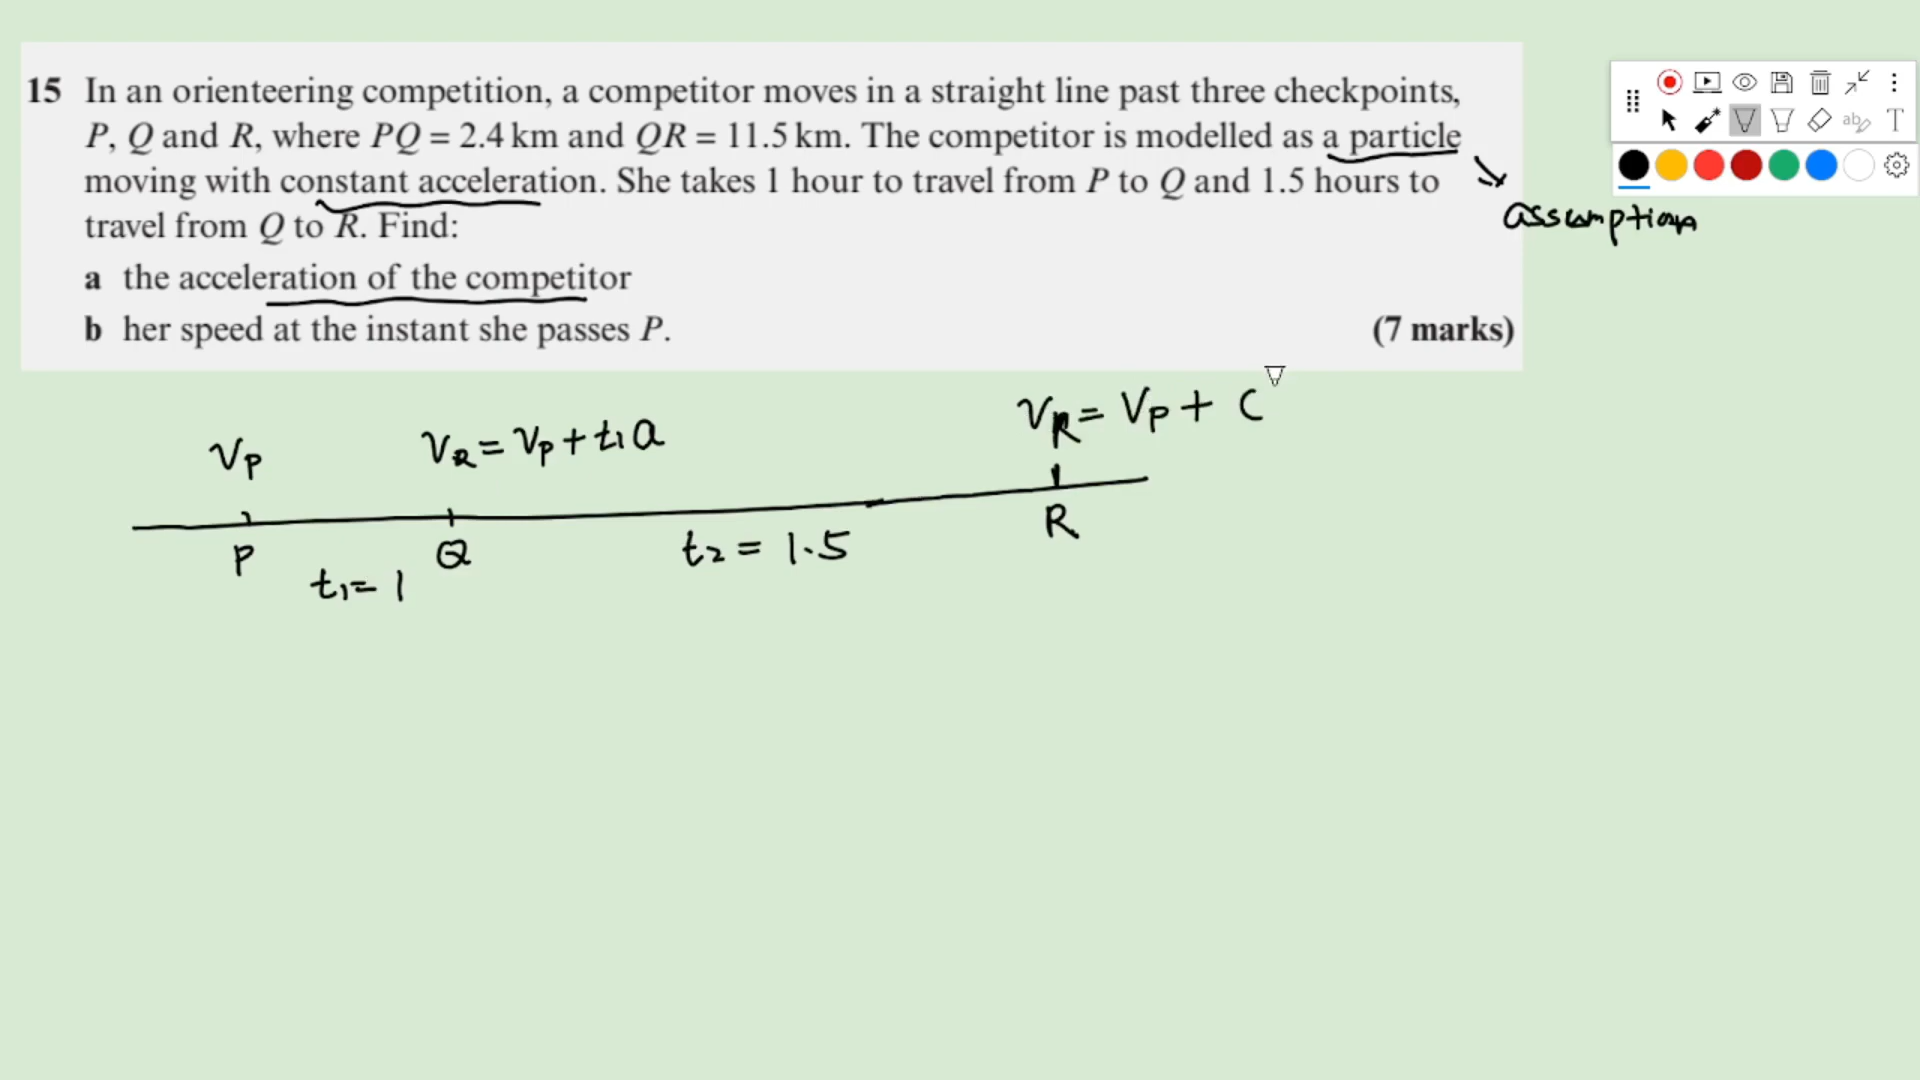 15 In an orienteering competition, a competitor moves in a straight line past three checkpoints,
P, Q and R, where PQ = 2.4 km and QR = 11.5 km. The competitor is modelled as a particle
moving with constant acceleration. She takes 1 hour to travel from P to Q and 1.5 hours to
travel from Q to R. Find:
assumption
a the acceleration of the competitor
b her speed at the instant she passes P.
(7 marks)
VP
VQ = VP + t1 a
VR = VP + C
P
Q
R
t1 = 1
t2 = 1.5
ab
T